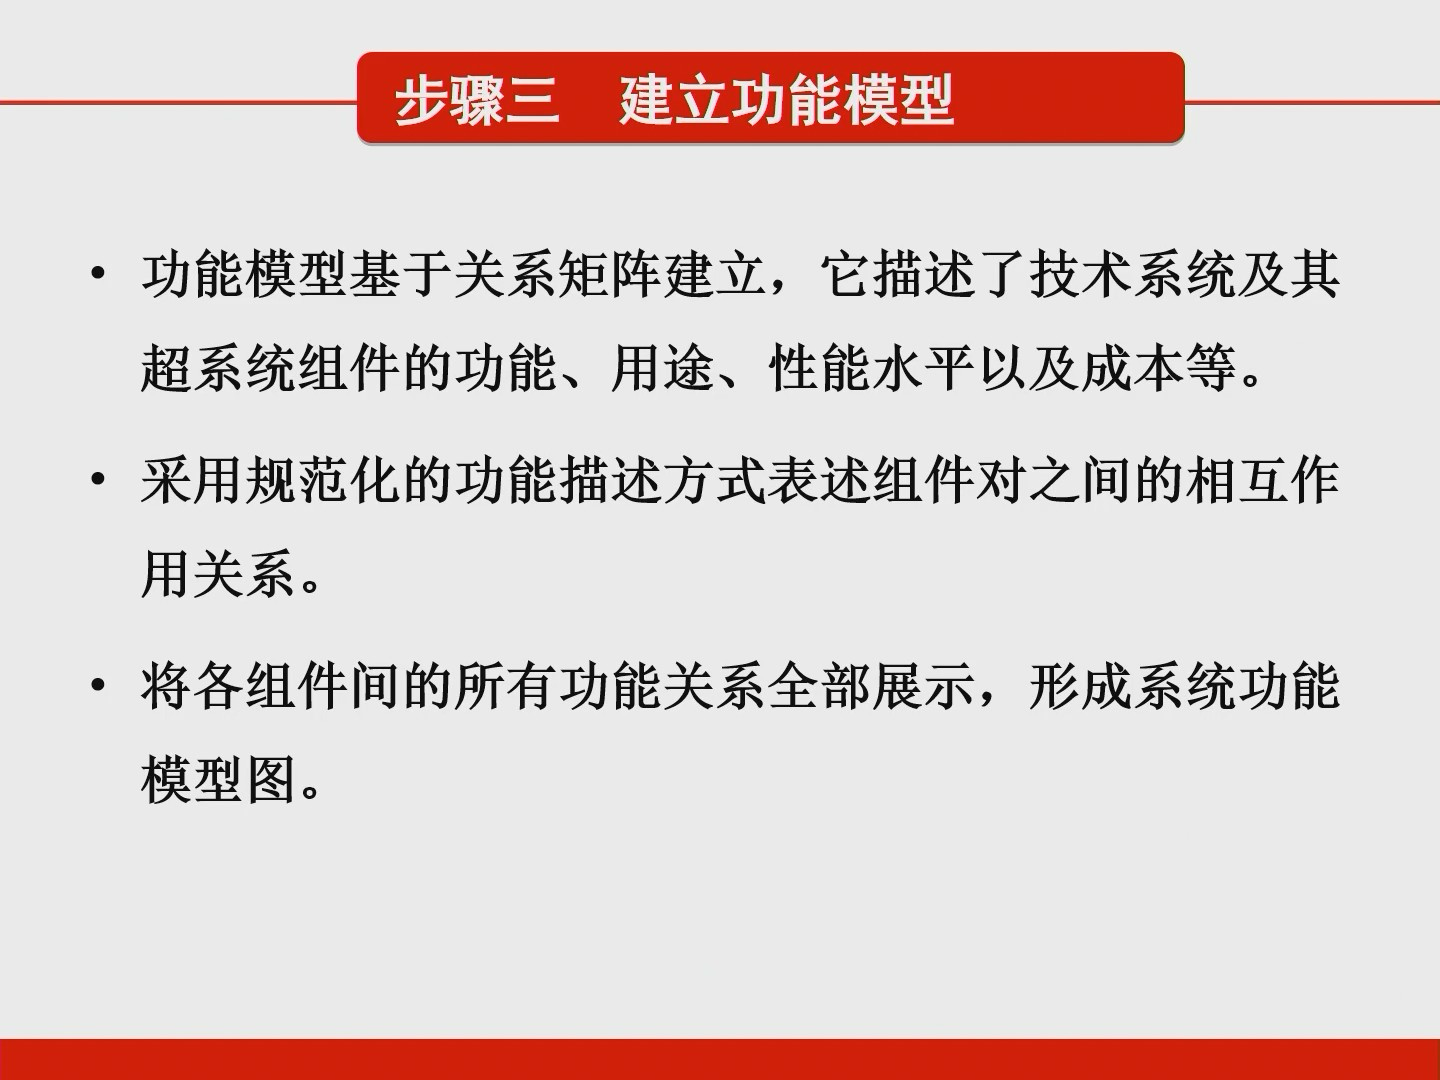 步骤三　建立功能模型
• 功能模型基于关系矩阵建立，它描述了技术系统及其
超系统组件的功能、用途、性能水平以及成本等。
• 采用规范化的功能描述方式表述组件对之间的相互作
用关系。
• 将各组件间的所有功能关系全部展示，形成系统功能
模型图。